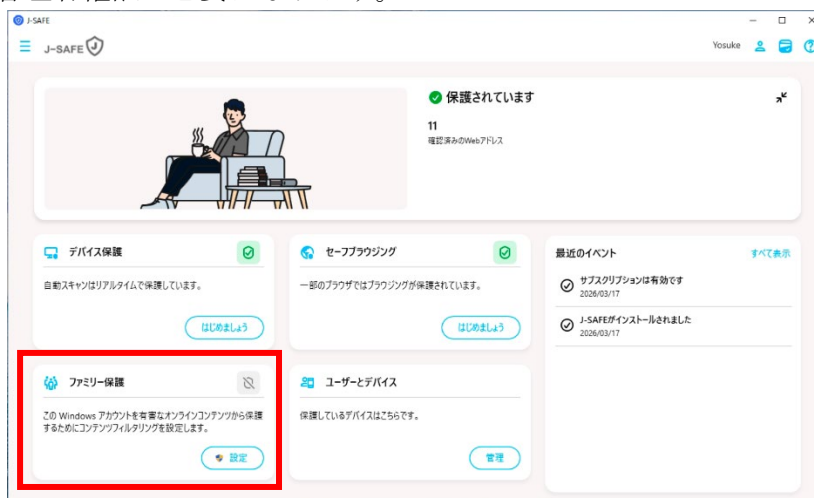 J-SAFE
J-SAFE
Yosuke
保護されています
11
確認済みのWebアドレス
デバイス保護
自動スキャンはリアルタイムで保護しています。
はじめましょう
セーフブラウジング
一部のブラウザではブラウジングが保護されています。
はじめましょう
最近のイベント
すべて表示
サブスクリプションは有効です
2026/03/17
J-SAFEがインストールされました
2026/03/17
ファミリー保護
この Windows アカウントを有害なオンラインコンテンツから保護
するためにコンテンツフィルタリングを設定します。
設定
ユーザーとデバイス
保護しているデバイスはこちらです。
管理